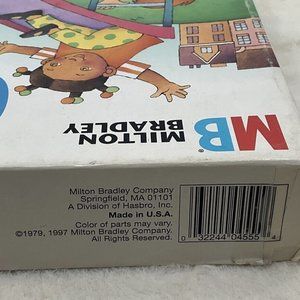 MB
MILTON
BRADLEY
Milton Bradley Company
Springfield, MA 01101
A Division of Hasbro, Inc.
Made in U.S.A.
Color of parts may vary.
©1979, 1997 Milton Bradley Company.
All Rights Reserved.
0 32244 04555 4